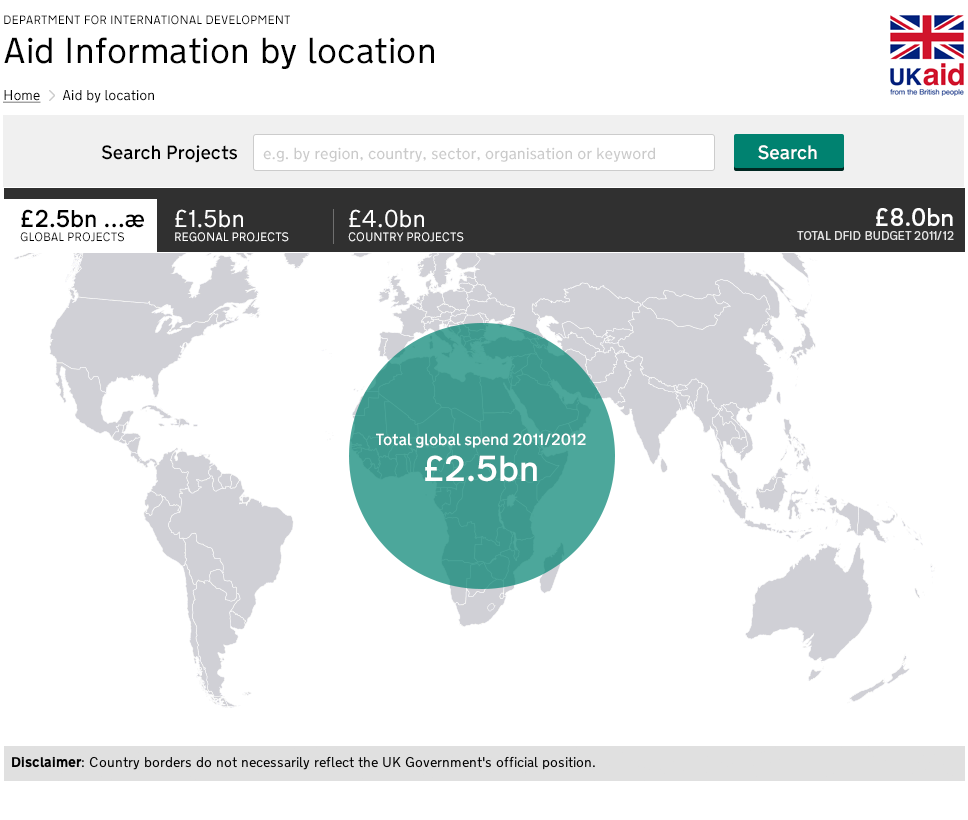 DEPARTMENT FOR INTERNATIONAL DEVELOPMENT
Aid Information by location
UKaid
from the British people
Home > Aid by location
Search Projects e.g. by region, country, sector, organisation or keyword Search
£2.5bn ...æ
GLOBAL PROJECTS
£1.5bn
REGONAL PROJECTS
£4.0bn
COUNTRY PROJECTS
£8.0bn
TOTAL DFID BUDGET 2011/12
Total global spend 2011/2012
£2.5bn
Disclaimer: Country borders do not necessarily reflect the UK Government's official position.